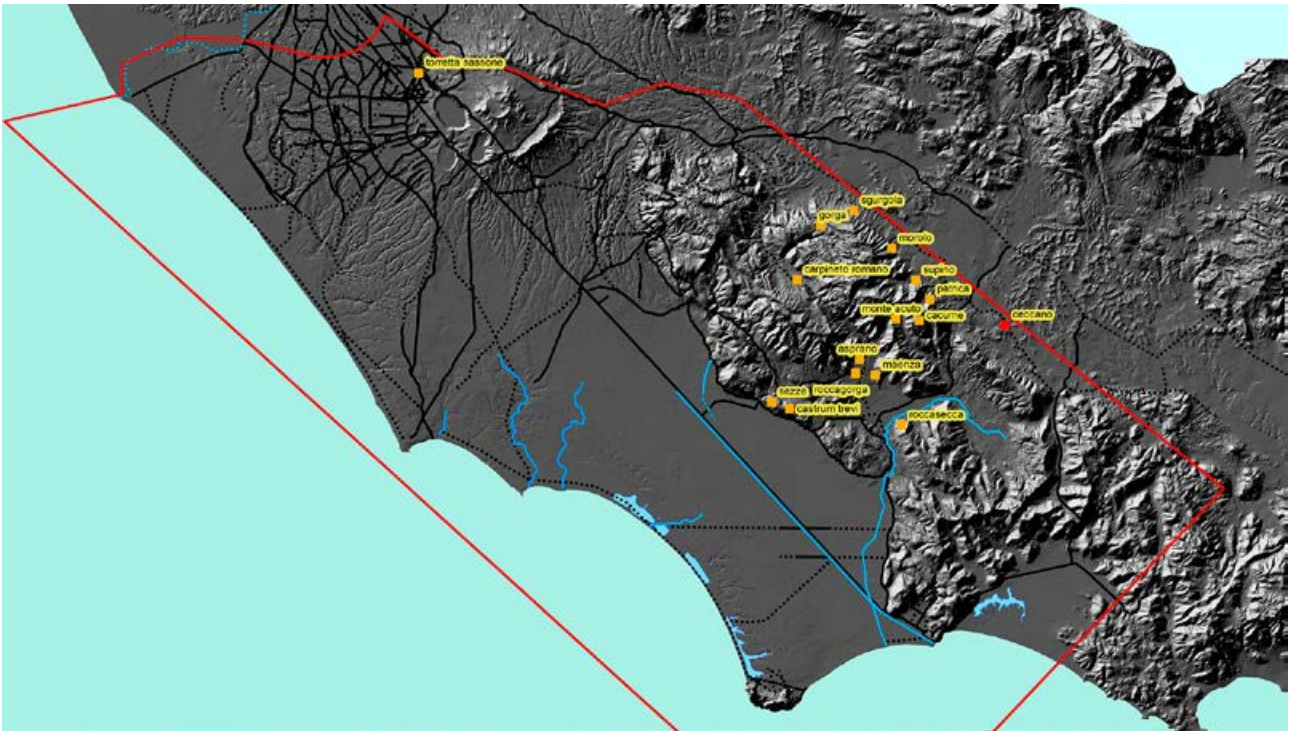 torretta sassone
sgurgola
gorga
morolo
carpineto romano
supino
patrica
monte acuto
cacume
ceccano
asprano
maenza
sezze
roccagorga
castrum trevi
roccasecca